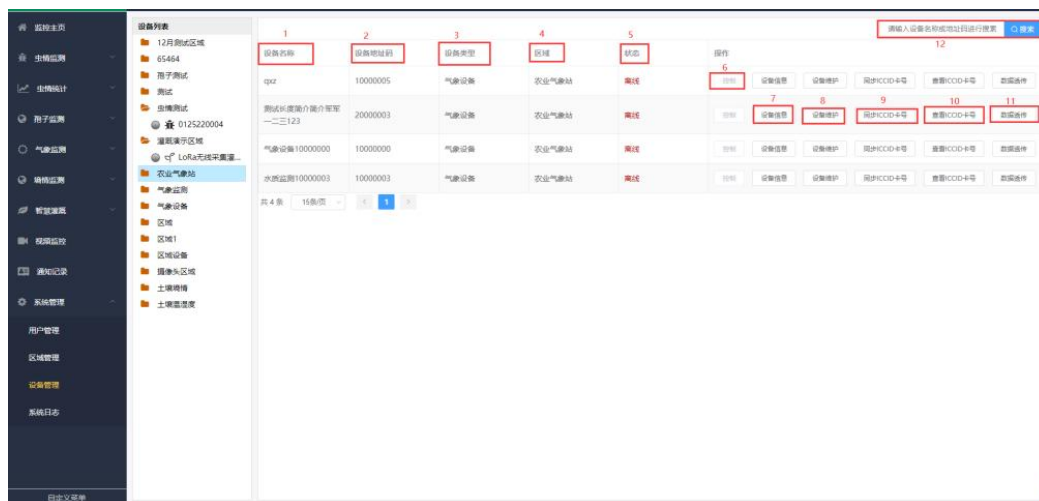 监控主页
虫情监测
虫情统计
孢子监测
气象监测
墒情监测
智慧灌溉
视频监控
通知记录
系统管理
用户管理
区域管理
设备管理
系统日志
自定义菜单
设备列表
12月测试区域
65464
孢子测试
测试
虫情测试
0125220004
灌溉演示区域
LoRa无线采集灌...
农业气象站
气象监测
气象设备
区域
区域1
区域设备
摄像头区域
土壤墒情
土壤温湿度
请输入设备名称或地址码进行搜索 搜索
12
1 2 3 4 5
设备名称 设备地址码 设备类型 区域 状态 操作
6
qxz 10000005 气象设备 农业气象站 离线 控制 设备信息 设备维护 同步ICCID卡号 查看ICCID卡号 数据透传
7 8 9 10 11
测试长度简介简介军军
一二三123 20000003 气象设备 农业气象站 离线 控制 设备信息 设备维护 同步ICCID卡号 查看ICCID卡号 数据透传
气象设备10000000 10000000 气象设备 农业气象站 离线 控制 设备信息 设备维护 同步ICCID卡号 查看ICCID卡号 数据透传
水质监测10000003 10000003 气象设备 农业气象站 离线 控制 设备信息 设备维护 同步ICCID卡号 查看ICCID卡号 数据透传
共 4 条 15条/页 1